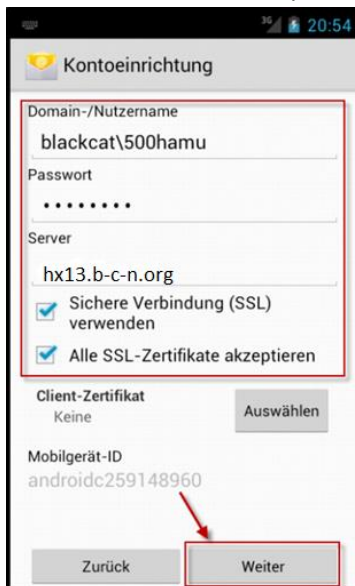 3G 20:54
Kontoeinrichtung
Domain-/Nutzername
blackcat\500hamu
Passwort
........
Server
hx13.b-c-n.org
Sichere Verbindung (SSL)
verwenden
Alle SSL-Zertifikate akzeptieren
Client-Zertifikat
Keine
Auswählen
Mobilgerät-ID
androidc259148960
Zurück
Weiter